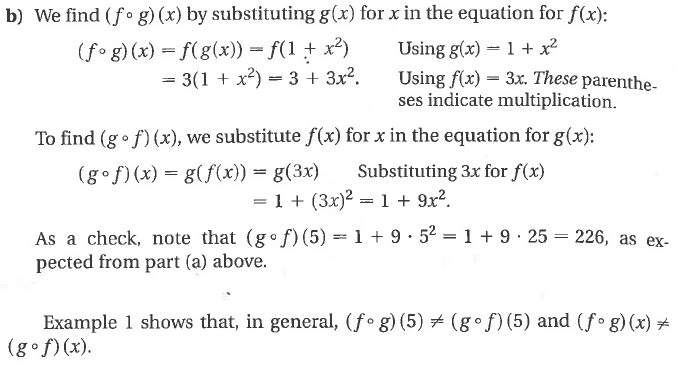 b) We find (f∘g)(x) by substituting g(x) for x in the equation for f(x):
(f∘g)(x) = f(g(x)) = f(1 + x²) Using g(x) = 1 + x²
= 3(1 + x²) = 3 + 3x². Using f(x) = 3x. These parenthe-
ses indicate multiplication.
To find (g∘f)(x), we substitute f(x) for x in the equation for g(x):
(g∘f)(x) = g(f(x)) = g(3x) Substituting 3x for f(x)
= 1 + (3x)² = 1 + 9x².
As a check, note that (g∘f)(5) = 1 + 9 · 5² = 1 + 9 · 25 = 226, as ex-
pected from part (a) above.
Example 1 shows that, in general, (f∘g)(5) ≠ (g∘f)(5) and (f∘g)(x) ≠
(g∘f)(x).